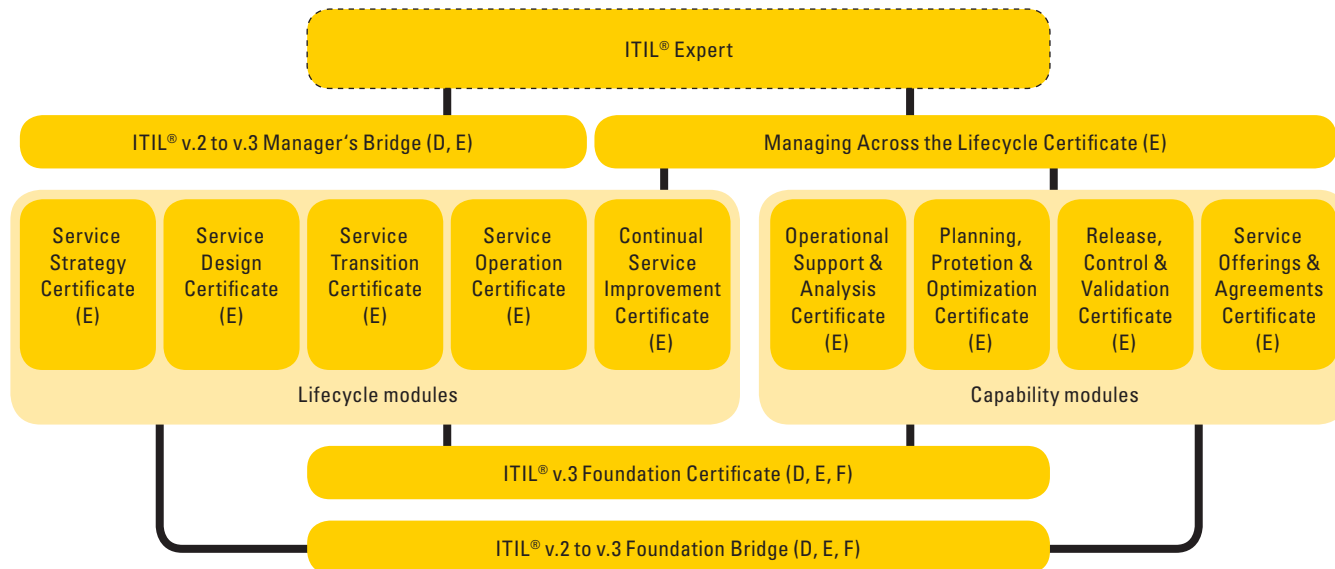 ITIL® Expert
ITIL® v.2 to v.3 Manager‘s Bridge (D, E)
Managing Across the Lifecycle Certificate (E)
Service
Strategy
Certificate
(E)
Service
Design
Certificate
(E)
Service
Transition
Certificate
(E)
Service
Operation
Certificate
(E)
Continual
Service
Improvement
Certificate
(E)
Operational
Support &
Analysis
Certificate
(E)
Planning,
Protetion &
Optimization
Certificate
(E)
Release,
Control &
Validation
Certificate
(E)
Service
Offerings &
Agreements
Certificate
(E)
Lifecycle modules
Capability modules
ITIL® v.3 Foundation Certificate (D, E, F)
ITIL® v.2 to v.3 Foundation Bridge (D, E, F)